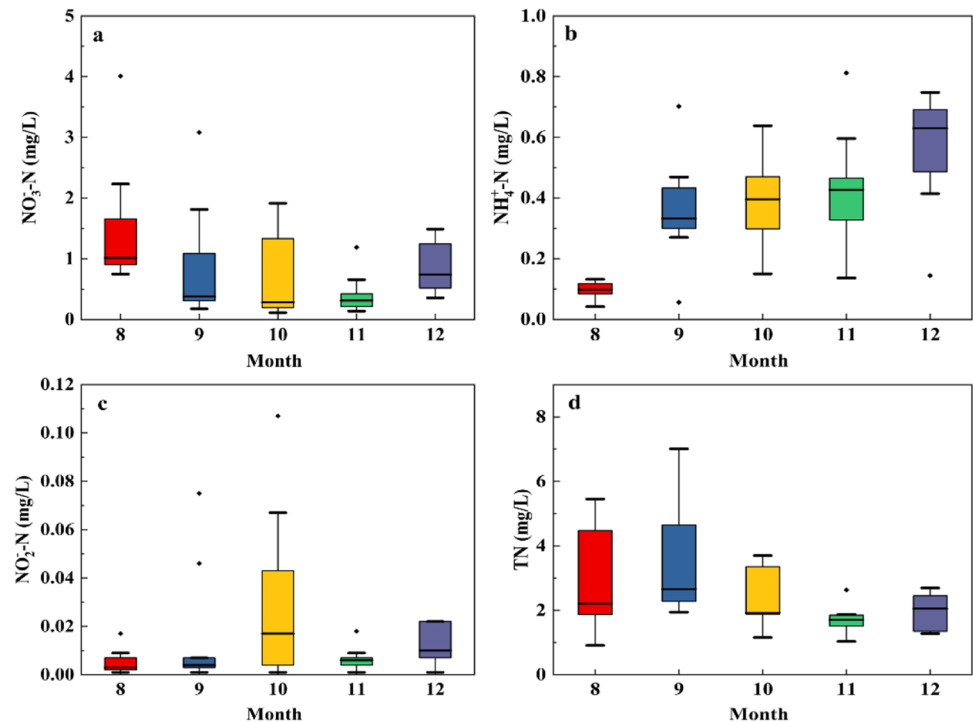 a
NO₃⁻-N (mg/L)
5
4
3
2
1
0
8 9 10 11 12
Month
b
NH₄⁺-N (mg/L)
1.0
0.8
0.6
0.4
0.2
0.0
8 9 10 11 12
Month
c
NO₂⁻-N (mg/L)
0.12
0.10
0.08
0.06
0.04
0.02
0.00
8 9 10 11 12
Month
d
TN (mg/L)
8
6
4
2
0
8 9 10 11 12
Month